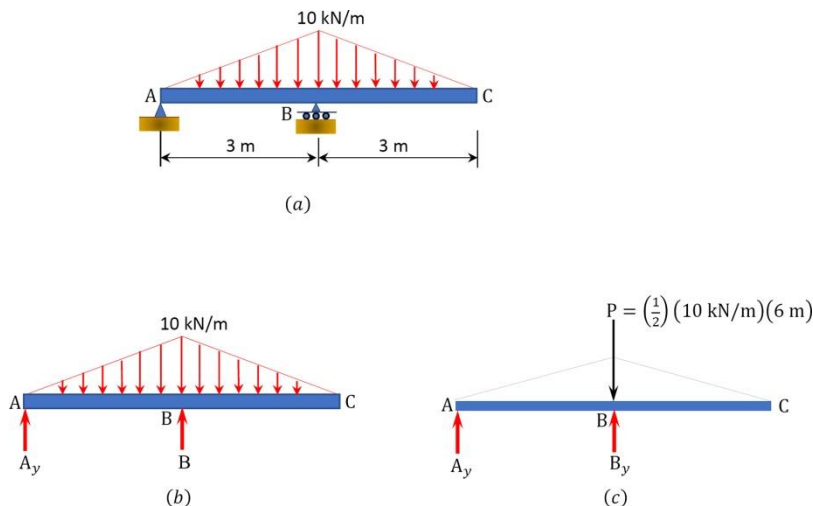 10 kN/m
A
B
C
3 m
3 m
(a)
10 kN/m
A
B
C
A_y
B
(b)
P = (1/2) (10 kN/m)(6 m)
A
B
C
A_y
B_y
(c)